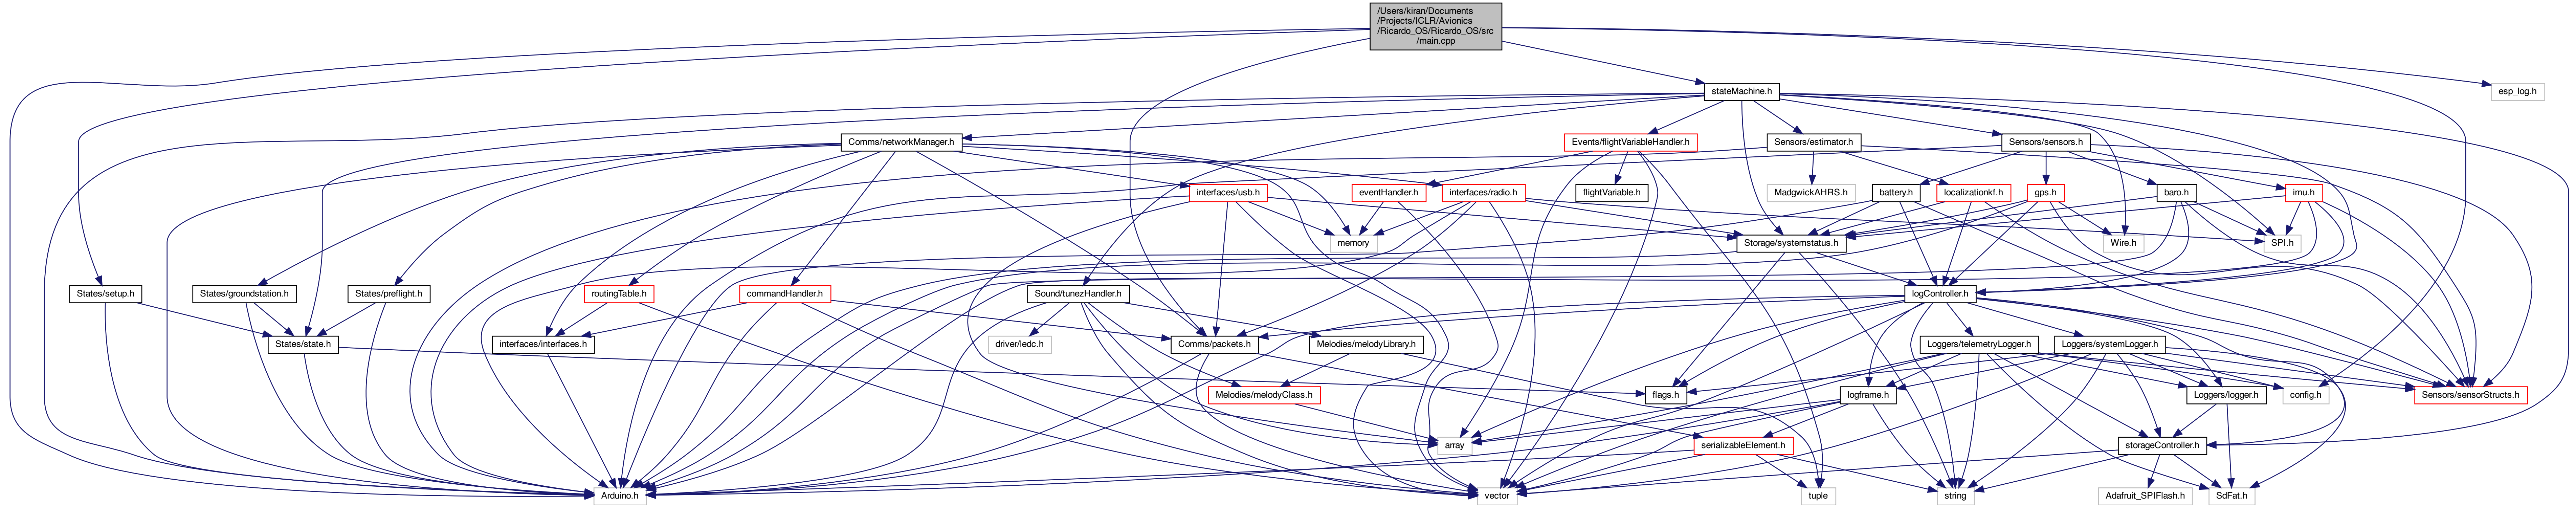 /Users/kiran/Documents
/Projects/ICLR/Avionics
/Ricardo_OS/Ricardo_OS/src
/main.cpp
stateMachine.h
esp_log.h
Comms/networkManager.h
Events/flightVariableHandler.h
Sensors/estimator.h
Sensors/sensors.h
interfaces/usb.h
eventHandler.h
interfaces/radio.h
flightVariable.h
MadgwickAHRS.h
battery.h
localizationkf.h
gps.h
baro.h
imu.h
memory
Storage/systemstatus.h
Wire.h
SPI.h
States/setup.h
States/groundstation.h
States/preflight.h
routingTable.h
commandHandler.h
Sound/tunezHandler.h
logController.h
States/state.h
interfaces/interfaces.h
driver/ledc.h
Comms/packets.h
Melodies/melodyLibrary.h
Loggers/telemetryLogger.h
Loggers/systemLogger.h
Melodies/melodyClass.h
flags.h
logframe.h
Loggers/logger.h
config.h
Sensors/sensorStructs.h
array
serializableElement.h
storageController.h
Arduino.h
vector
tuple
string
Adafruit_SPIFlash.h
SdFat.h